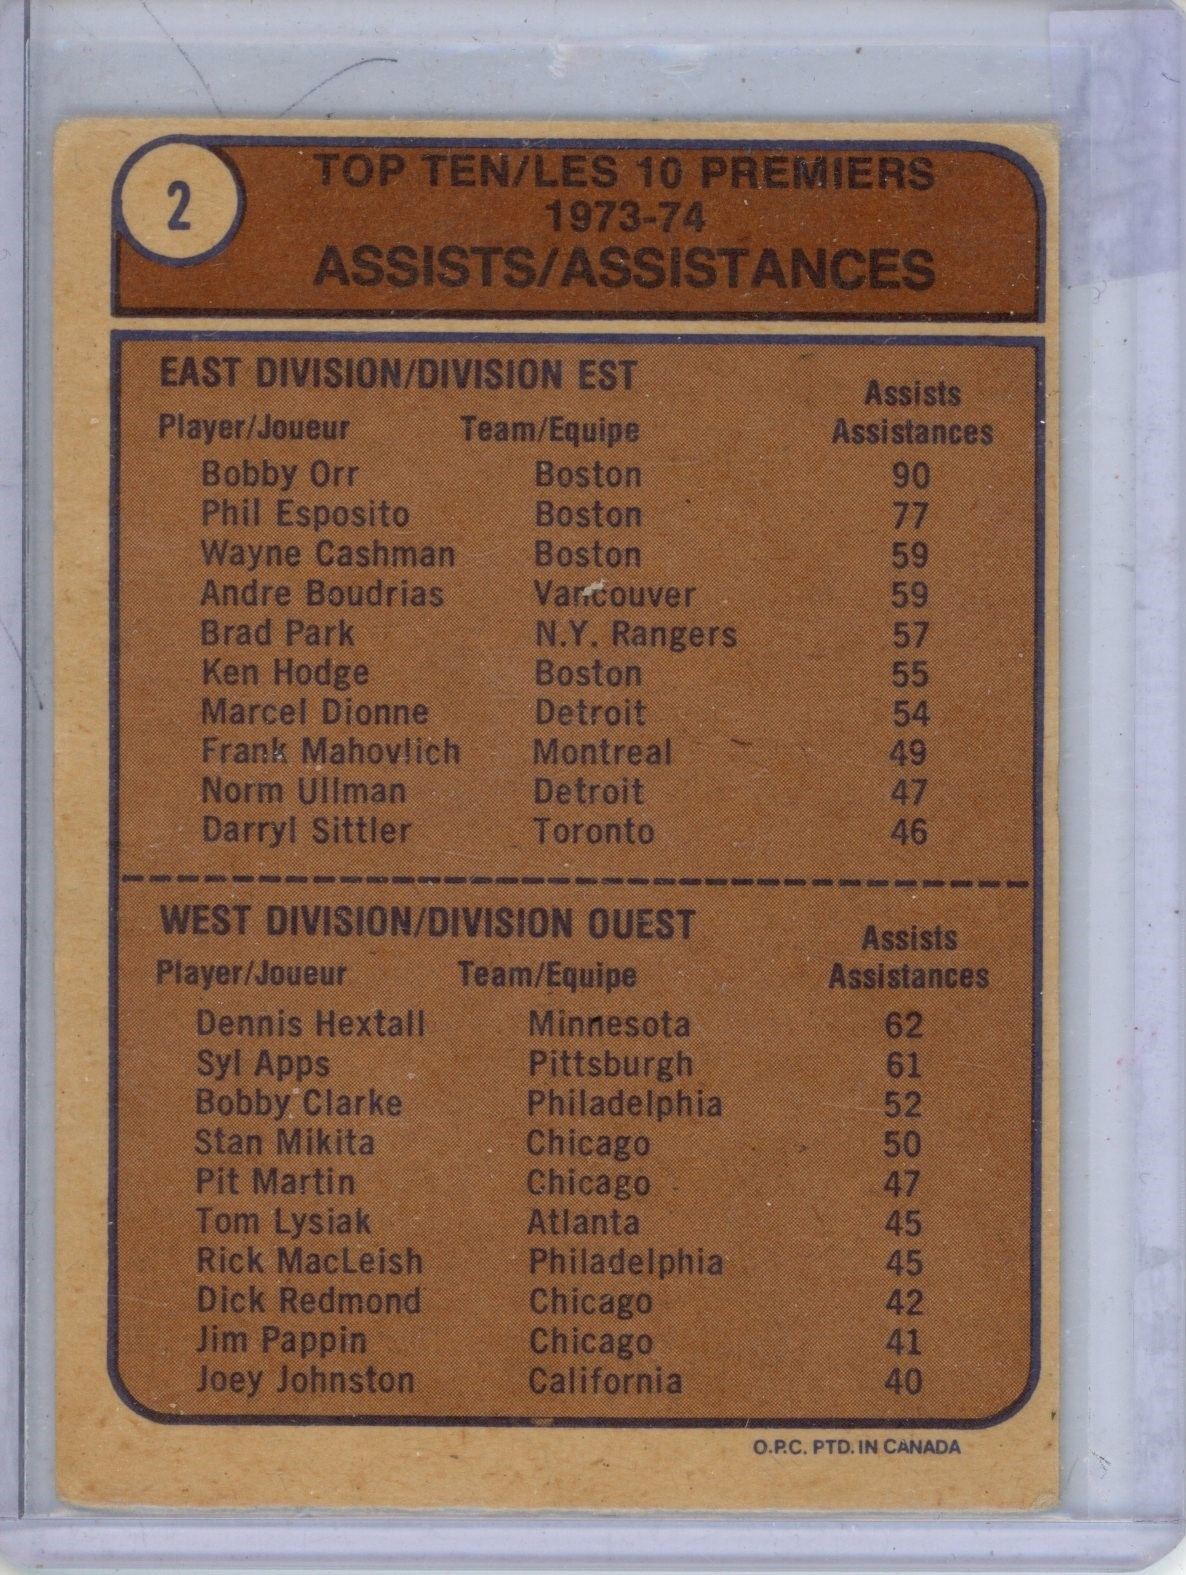 2
TOP TEN/LES 10 PREMIERS
1973-74
ASSISTS/ASSISTANCES
EAST DIVISION/DIVISION EST
Player/Joueur Team/Equipe Assists Assistances
Bobby Orr Boston 90
Phil Esposito Boston 77
Wayne Cashman Boston 59
Andre Boudrias Vancouver 59
Brad Park N.Y. Rangers 57
Ken Hodge Boston 55
Marcel Dionne Detroit 54
Frank Mahovlich Montreal 49
Norm Ullman Detroit 47
Darryl Sittler Toronto 46
WEST DIVISION/DIVISION OUEST
Player/Joueur Team/Equipe Assists Assistances
Dennis Hextall Minnesota 62
Syl Apps Pittsburgh 61
Bobby Clarke Philadelphia 52
Stan Mikita Chicago 50
Pit Martin Chicago 47
Tom Lysiak Atlanta 45
Rick MacLeish Philadelphia 45
Dick Redmond Chicago 42
Jim Pappin Chicago 41
Joey Johnston California 40
O.P.C. PTD. IN CANADA